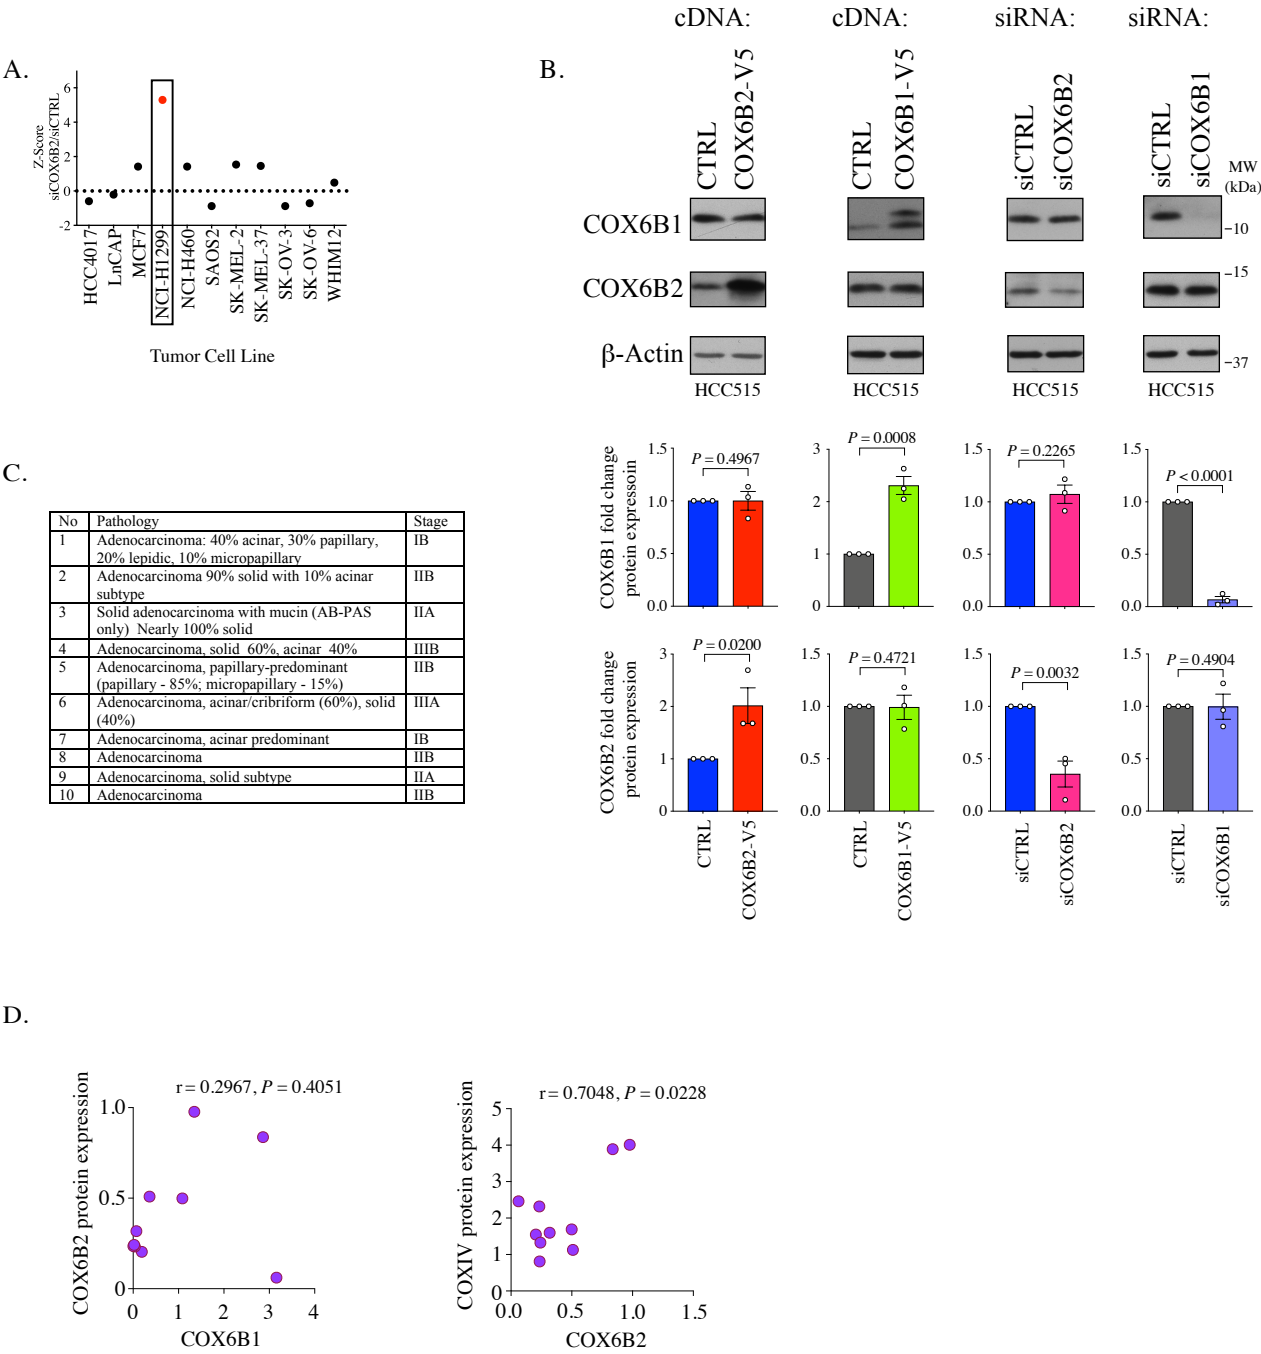 A.
Z-Score
siCOX6B2/siCTRL
6
4
2
0
-2
HCC4017
LnCAP
MCF7
NCI-H1299
NCI-H460
SAOS2
SK-MEL-2
SK-MEL-37
SK-OV-3
SK-OV-6
WHIM12
Tumor Cell Line
B.
cDNA:
cDNA:
siRNA:
siRNA:
CTRL
COX6B2-V5
CTRL
COX6B1-V5
siCTRL
siCOX6B2
siCTRL
siCOX6B1
MW
(kDa)
COX6B1
-10
COX6B2
-15
β-Actin
-37
HCC515
HCC515
HCC515
HCC515
COX6B1 fold change
protein expressoin
1.5
1.0
0.5
0.0
P = 0.4967
3
2
1
0
P = 0.0008
1.5
1.0
0.5
0.0
P = 0.2265
1.5
1.0
0.5
0.0
P < 0.0001
COX6B2 fold change
protein expression
3
2
1
0
P = 0.0200
CTRL
COX6B2-V5
1.5
1.0
0.5
0.0
P = 0.4721
CTRL
COX6B1-V5
1.5
1.0
0.5
0.0
P = 0.0032
siCTRL
siCOX6B2
1.5
1.0
0.5
0.0
P = 0.4904
siCTRL
siCOX6B1
C.
No Pathology Stage
1 Adenocarcinoma: 40% acinar, 30% papillary, IB
20% lepidic, 10% micropapillary
2 Adenocarcinoma 90% solid with 10% acinar IIB
subtype
3 Solid adenocarcinoma with mucin (AB-PAS IIA
only) Nearly 100% solid
4 Adenocarcinoma, solid 60%, acinar 40% IIIB
5 Adenocarcinoma, papillary-predominant IIB
(papillary - 85%; micropapillary - 15%)
6 Adenocarcinoma, acinar/cribriform (60%), solid IIIA
(40%)
7 Adenocarcinoma, acinar predominant IB
8 Adenocarcinoma IIB
9 Adenocarcinoma, solid subtype IIA
10 Adenocarcinoma IIB
D.
r = 0.2967, P = 0.4051
COX6B2 protein expression
1.0
0.5
0
0 1 2 3 4
COX6B1
r = 0.7048, P = 0.0228
COXIV protein expression
5
4
3
2
1
0
0.0 0.5 1.0 1.5
COX6B2